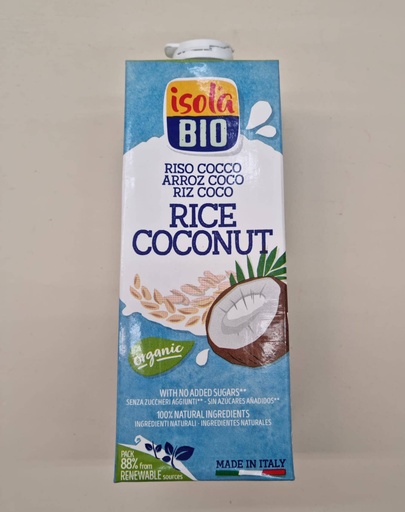 isola
BIO
RISO COCCO
ARROZ COCO
RIZ COCO
RICE
COCONUT
organic
WITH NO ADDED SUGARS**
SENZA ZUCCHERI AGGIUNTI** - SIN AZÚCARES AÑADIDOS**
100% NATURAL INGREDIENTS
INGREDIENTI NATURALI - INGREDIENTES NATURALES
PACK
88% from
RENEWABLE sources
MADE IN ITALY